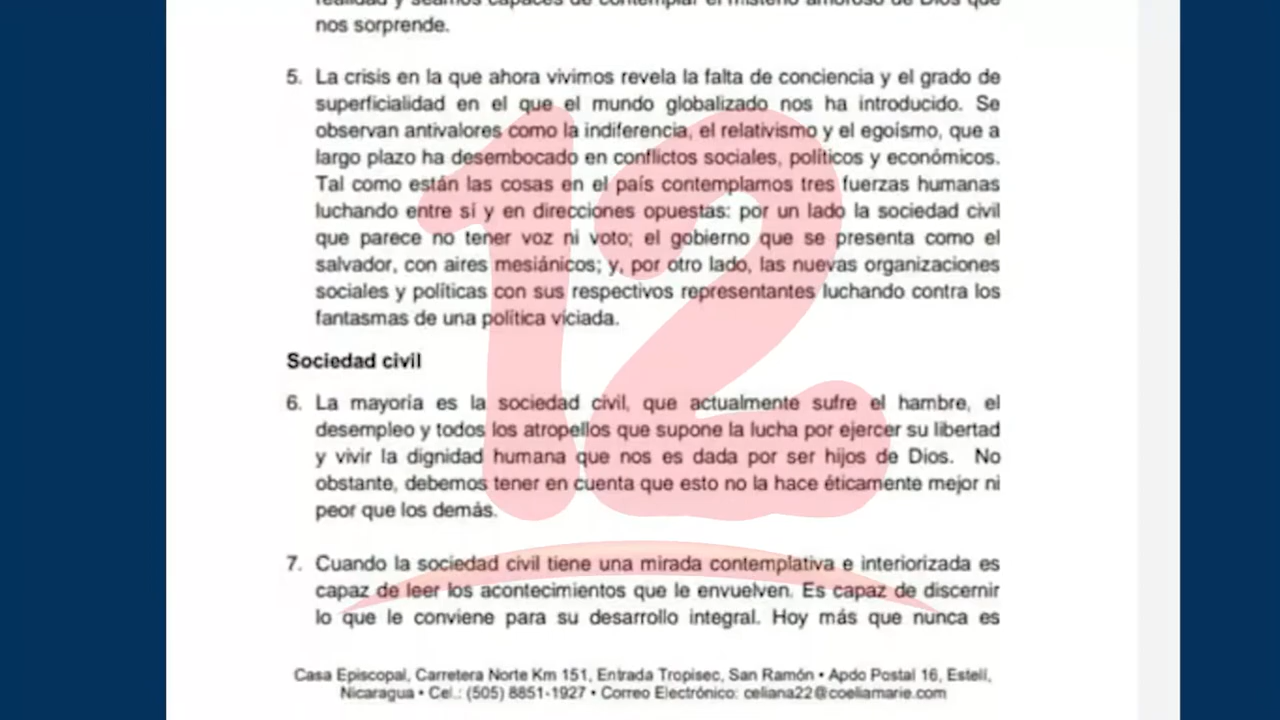 realidad y seamos capaces de contemplar el misterio amoroso de Dios que
nos sorprende.
5. La crisis en la que ahora vivimos revela la falta de conciencia y el grado de
superficialidad en el que el mundo globalizado nos ha introducido. Se
observan antivalores como la indiferencia, el relativismo y el egoísmo, que a
largo plazo ha desembocado en conflictos sociales, políticos y económicos.
Tal como están las cosas en el país contemplamos tres fuerzas humanas
luchando entre sí y en direcciones opuestas: por un lado la sociedad civil
que parece no tener voz ni voto; el gobierno que se presenta como el
salvador, con aires mesiánicos; y, por otro lado, las nuevas organizaciones
sociales y políticas con sus respectivos representantes luchando contra los
fantasmas de una política viciada.
Sociedad civil
6. La mayoría es la sociedad civil, que actualmente sufre el hambre, el
desempleo y todos los atropellos que supone la lucha por ejercer su libertad
y vivir la dignidad humana que nos es dada por ser hijos de Dios. No
obstante, debemos tener en cuenta que esto no la hace éticamente mejor ni
peor que los demás.
7. Cuando la sociedad civil tiene una mirada contemplativa e interiorizada es
capaz de leer los acontecimientos que le envuelven. Es capaz de discernir
lo que le conviene para su desarrollo integral. Hoy más que nunca es
Casa Episcopal, Carretera Norte Km 151, Entrada Tropisec, San Ramón • Apdo Postal 16, Estelí,
Nicaragua • Cel.: (505) 8851-1927 • Correo Electrónico: celiana22@coeliamarie.com
12